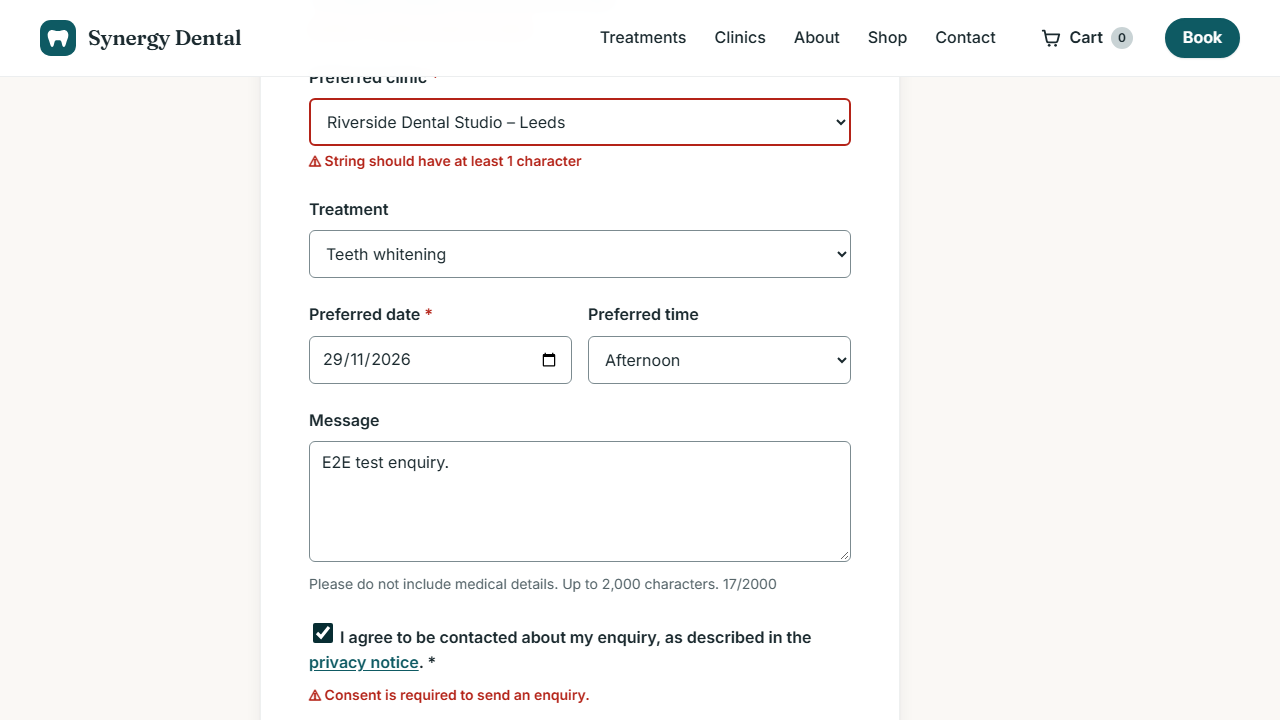 Synergy Dental
Treatments
Clinics
About
Shop
Contact
Cart
0
Book
Preferred clinic *
Riverside Dental Studio – Leeds
⚠ String should have at least 1 character
Treatment
Teeth whitening
Preferred date *
Preferred time
29/11/2026
Afternoon
Message
E2E test enquiry.
Please do not include medical details. Up to 2,000 characters. 17/2000
I agree to be contacted about my enquiry, as described in the
privacy notice. *
⚠ Consent is required to send an enquiry.